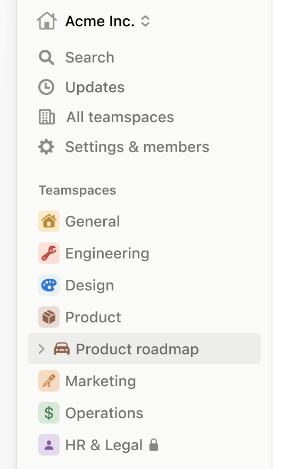 Acme Inc.
Search
Updates
All teamspaces
Settings & members
Teamspaces
General
Engineering
Design
Product
Product roadmap
Marketing
$ Operations
HR & Legal